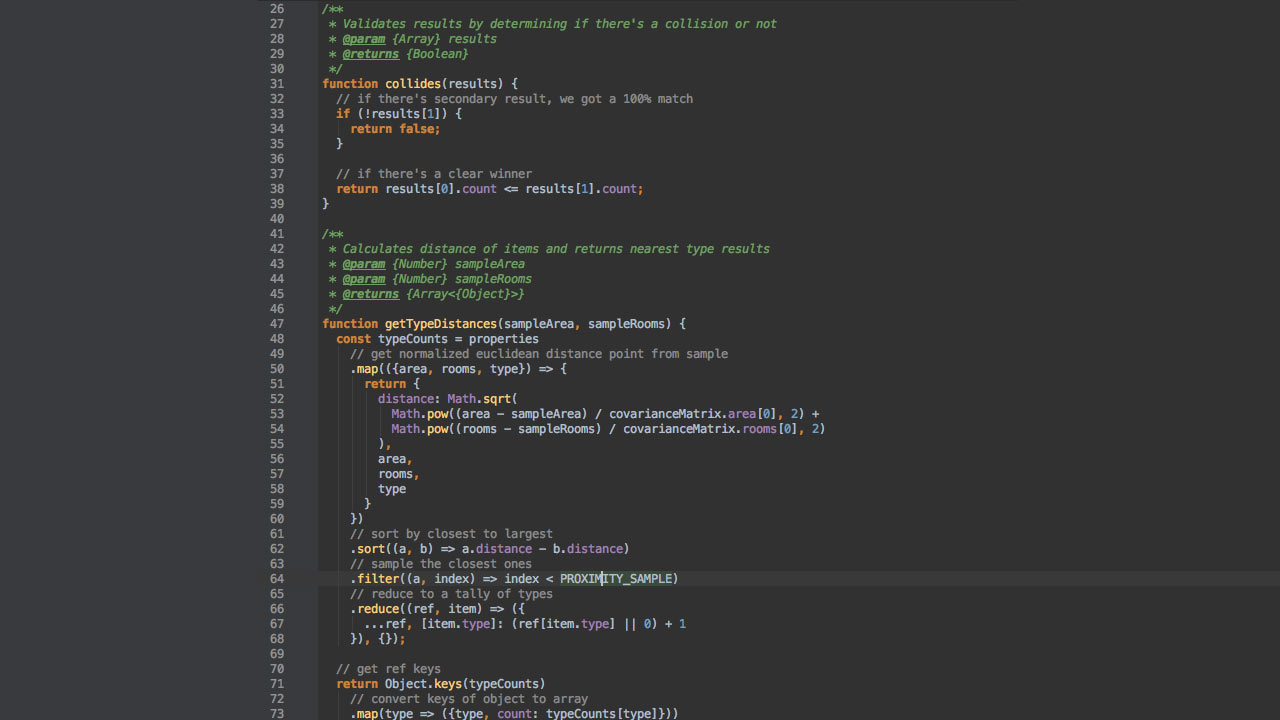 26 /**
27  * Validates results by determining if there's a collision or not
28  * @param {Array} results
29  * @returns {Boolean}
30  */
31 function collides(results) {
32   // if there's secondary result, we got a 100% match
33   if (!results[1]) {
34     return false;
35   }
36
37   // if there's a clear winner
38   return results[0].count <= results[1].count;
39 }
40
41 /**
42  * Calculates distance of items and returns nearest type results
43  * @param {Number} sampleArea
44  * @param {Number} sampleRooms
45  * @returns {Array<{Object}>}
46  */
47 function getTypeDistances(sampleArea, sampleRooms) {
48   const typeCounts = properties
49     // get normalized euclidean distance point from sample
50     .map(({area, rooms, type}) => {
51       return {
52         distance: Math.sqrt(
53           Math.pow((area - sampleArea) / covarianceMatrix.area[0], 2) +
54           Math.pow((rooms - sampleRooms) / covarianceMatrix.rooms[0], 2)
55         ),
56         area,
57         rooms,
58         type
59       }
60     })
61     // sort by closest to largest
62     .sort((a, b) => a.distance - b.distance)
63     // sample the closest ones
64     .filter((a, index) => index < PROXIMITY_SAMPLE)
65     // reduce to a tally of types
66     .reduce((ref, item) => ({
67       ...ref, [item.type]: (ref[item.type] || 0) + 1
68     }), {});
69
70   // get ref keys
71   return Object.keys(typeCounts)
72     // convert keys of object to array
73     .map(type => ({type, count: typeCounts[type]}))